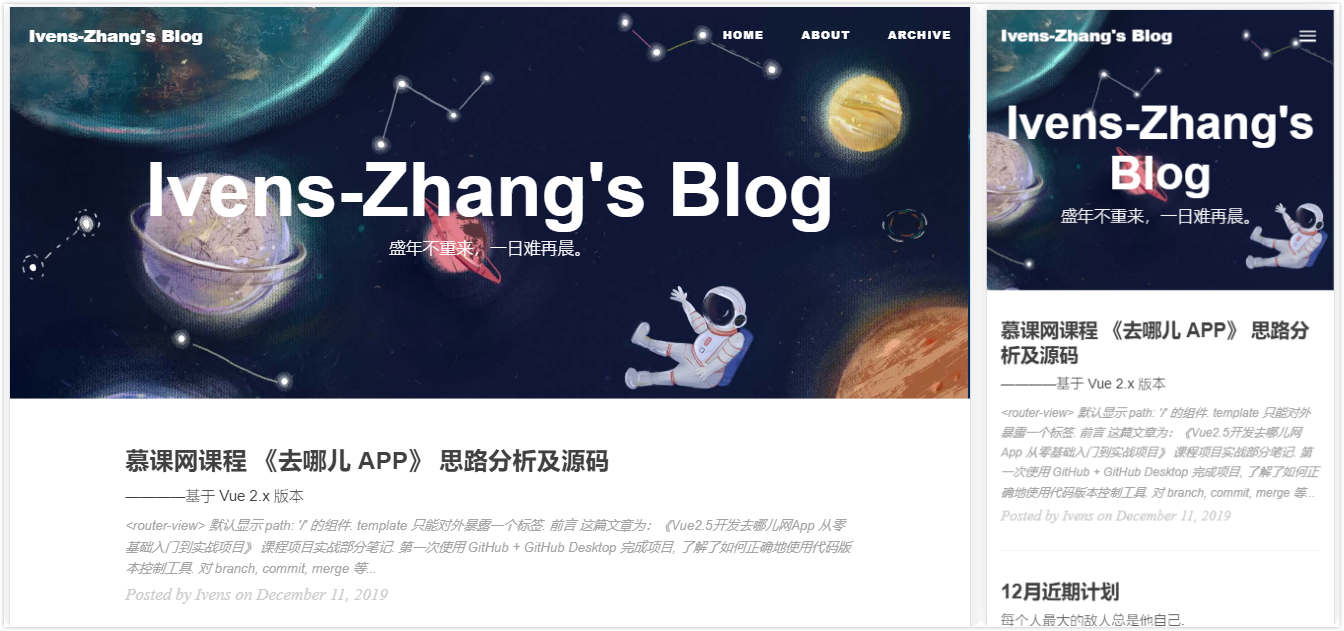 Ivens-Zhang's Blog
HOME
ABOUT
ARCHIVE
Ivens-Zhang's Blog
盛年不重来，一日难再晨。
慕课网课程 《去哪儿 APP》 思路分析及源码
————基于 Vue 2.x 版本
<router-view> 默认显示 path: '/' 的组件. template 只能对外暴露一个标签. 前言 这篇文章为：《Vue2.5开发去哪儿网App 从零
基础入门到实战项目》 课程项目实战部分笔记. 第一次使用 GitHub + GitHub Desktop 完成项目, 了解了如何正确地使用代码版
本控制工具. 对 branch, commit, merge 等...
Posted by Ivens on December 11, 2019
Ivens-Zhang's Blog
Ivens-Zhang's
Blog
盛年不重来，一日难再晨。
慕课网课程 《去哪儿 APP》 思路分
析及源码
————基于 Vue 2.x 版本
<router-view> 默认显示 path: '/' 的组件. template 只能对外
暴露一个标签. 前言 这篇文章为：《Vue2.5开发去哪儿网
App 从零基础入门到实战项目》 课程项目实战部分笔记. 第
一次使用 GitHub + GitHub Desktop 完成项目, 了解了如何正
确地使用代码版本控制工具. 对 branch, commit, merge 等...
Posted by Ivens on December 11, 2019
12月近期计划
每个人最大的敌人总是他自己.